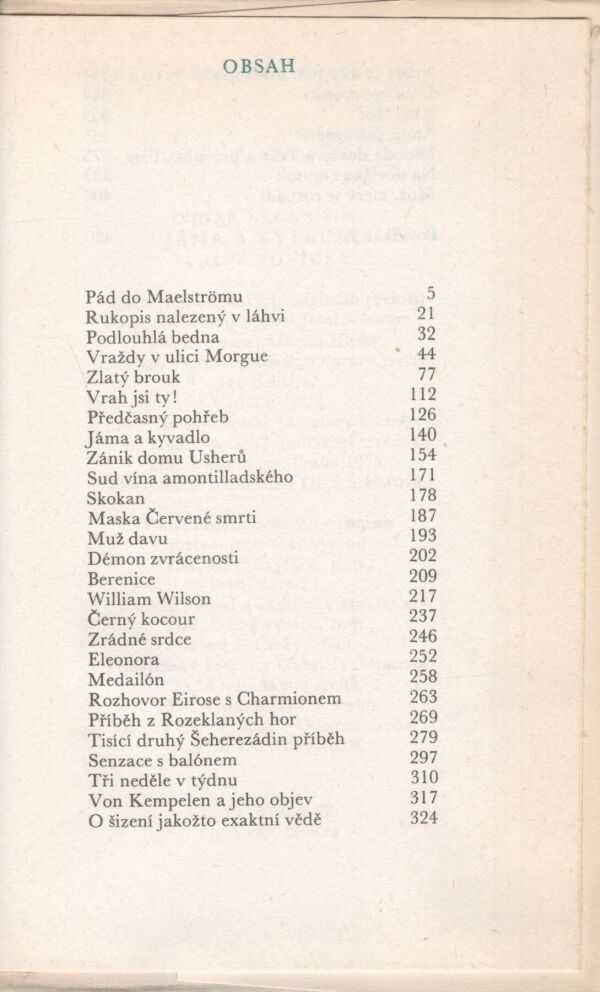 OBSAH
Pád do Maelströmu 5
Rukopis nalezený v láhvi 21
Podlouhlá bedna 32
Vraždy v ulici Morgue 44
Zlatý brouk 77
Vrah jsi ty! 112
Předčasný pohřeb 126
Jáma a kyvadlo 140
Zánik domu Usherů 154
Sud vína amontilladského 171
Skokan 178
Maska Červené smrti 187
Muž davu 193
Démon zvrácenosti 202
Berenice 209
William Wilson 217
Černý kocour 237
Zrádné srdce 246
Eleonora 252
Medailón 258
Rozhovor Eirose s Charmionem 263
Příběh z Rozeklaných hor 269
Tisící druhý Šeherezádin příběh 279
Senzace s balónem 297
Tři neděle v týdnu 310
Von Kempelen a jeho objev 317
O šizení jakožto exaktní vědě 324